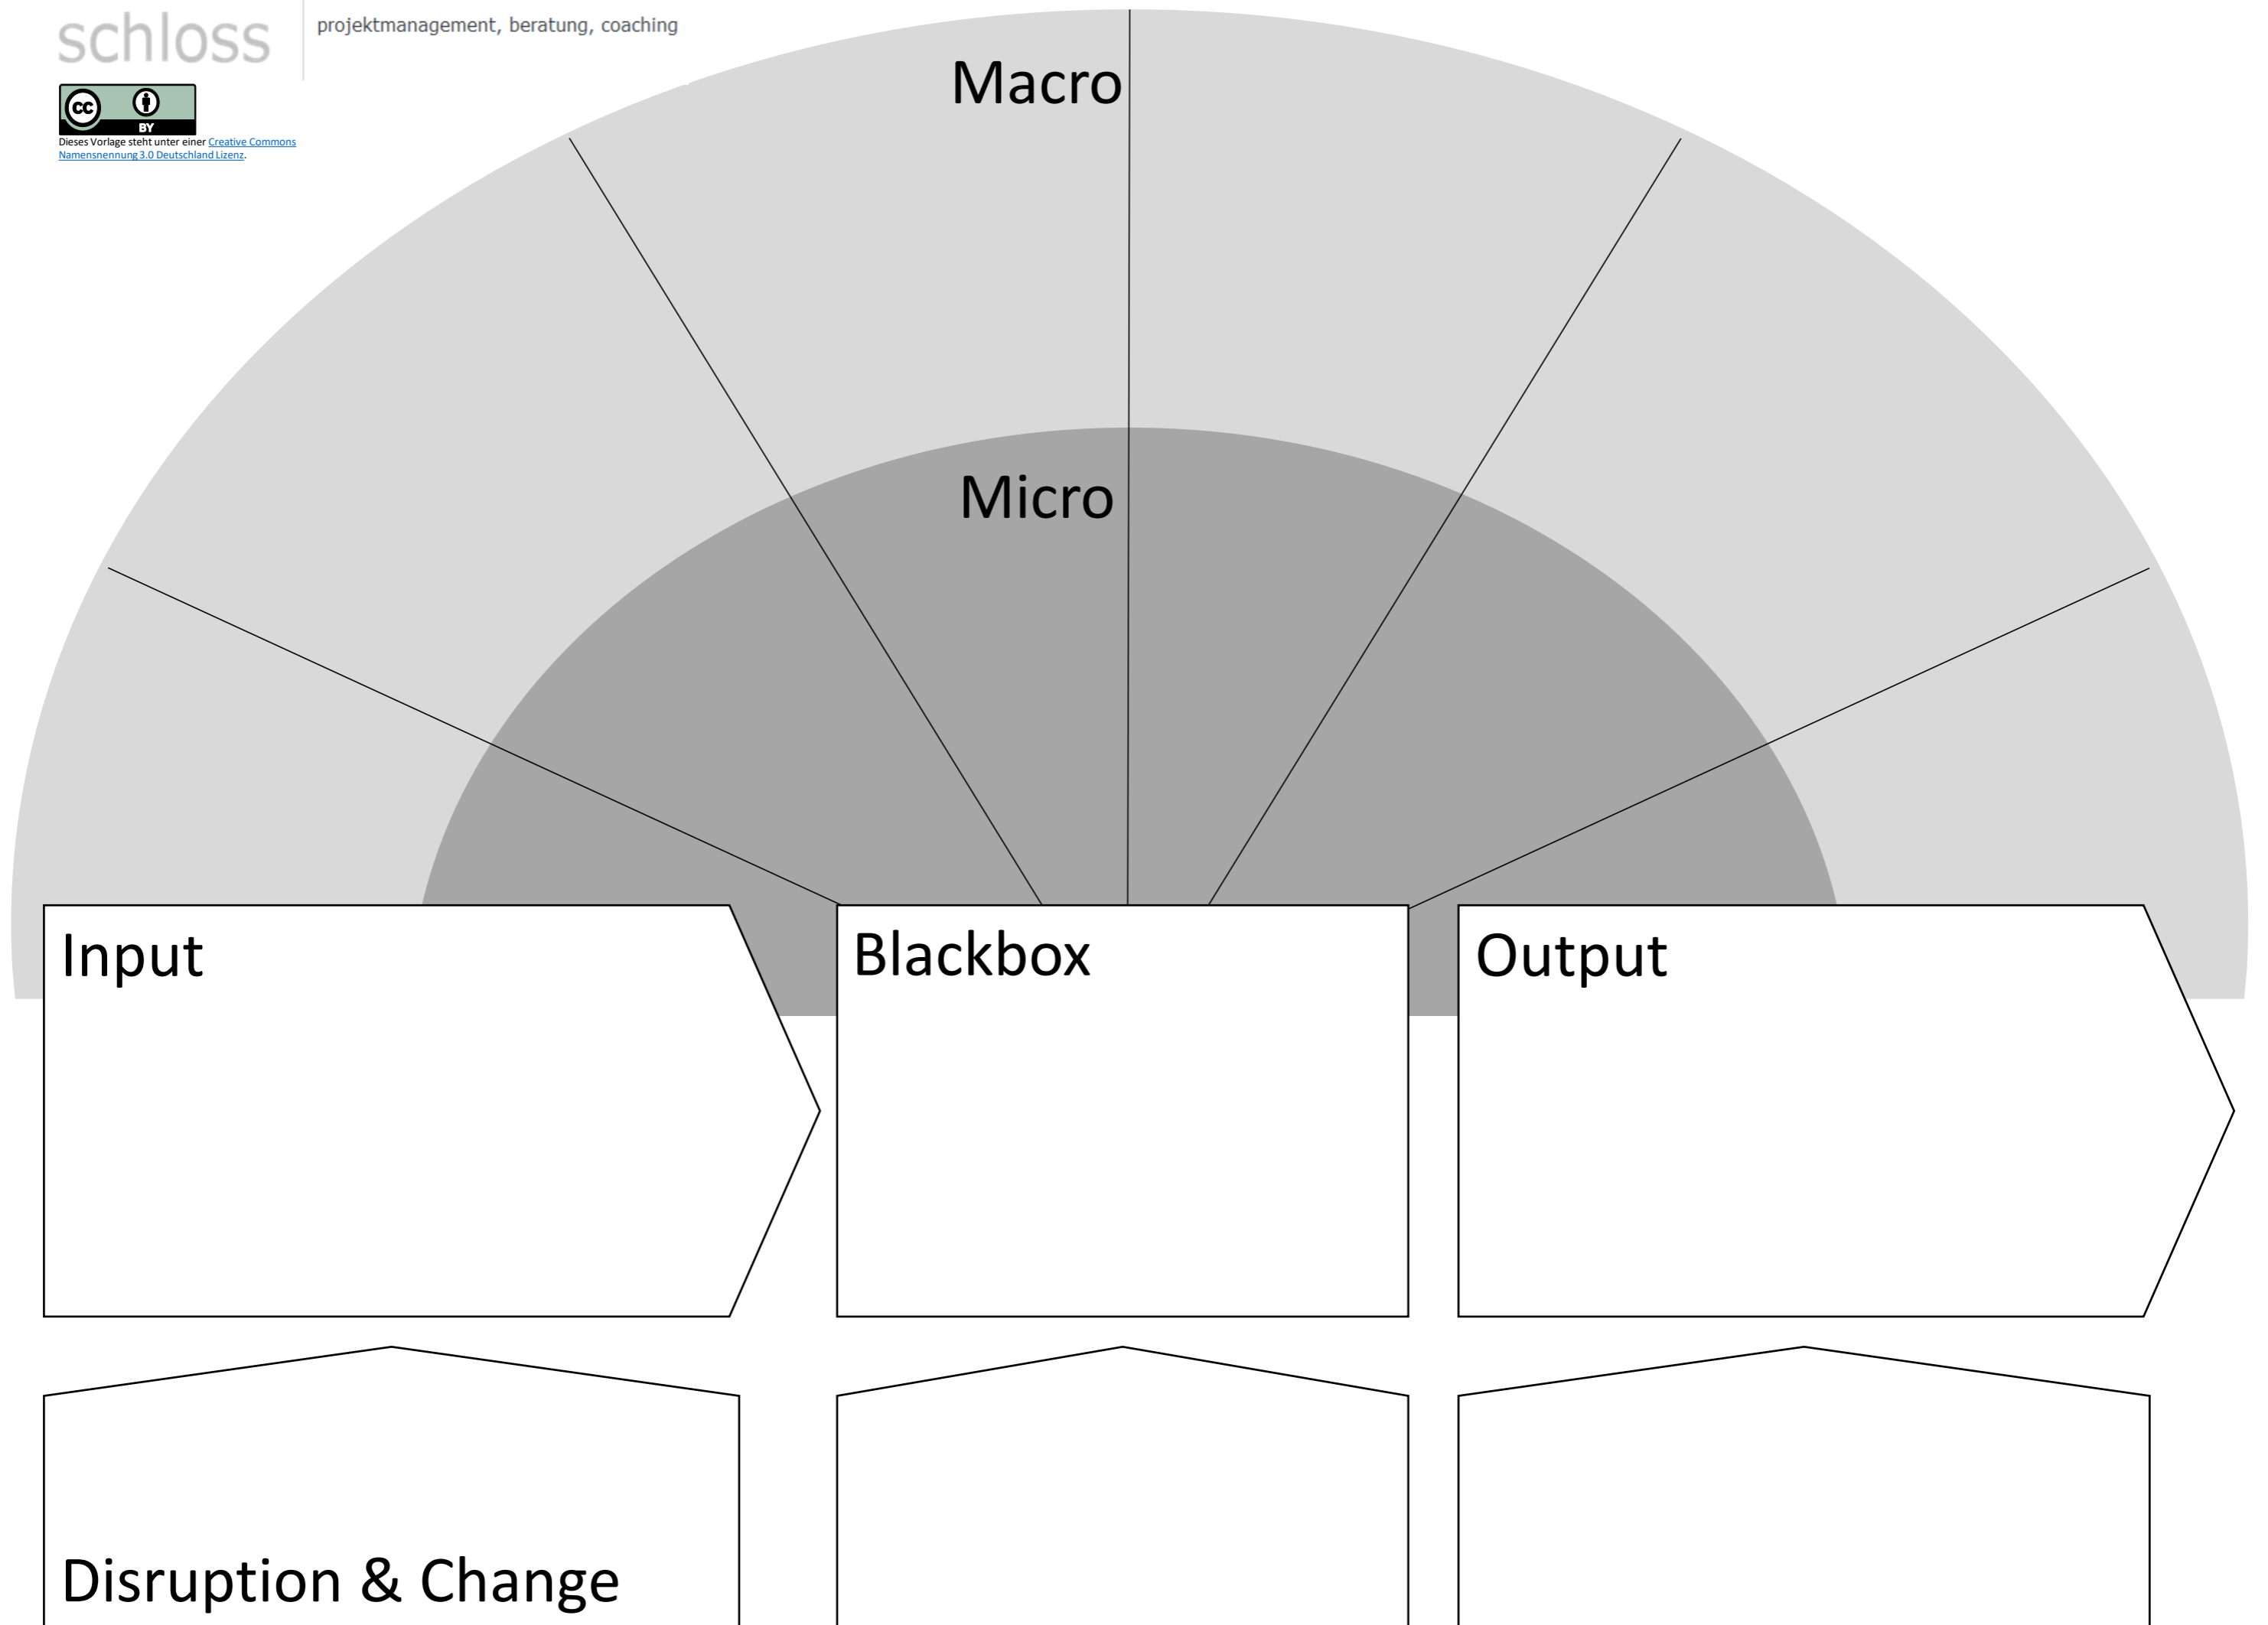 schloss
projektmanagement, beratung, coaching
cc
BY
Dieses Vorlage steht unter einer Creative Commons
Namensnennung 3.0 Deutschland Lizenz.
Macro
Micro
Input
Blackbox
Output
Disruption & Change